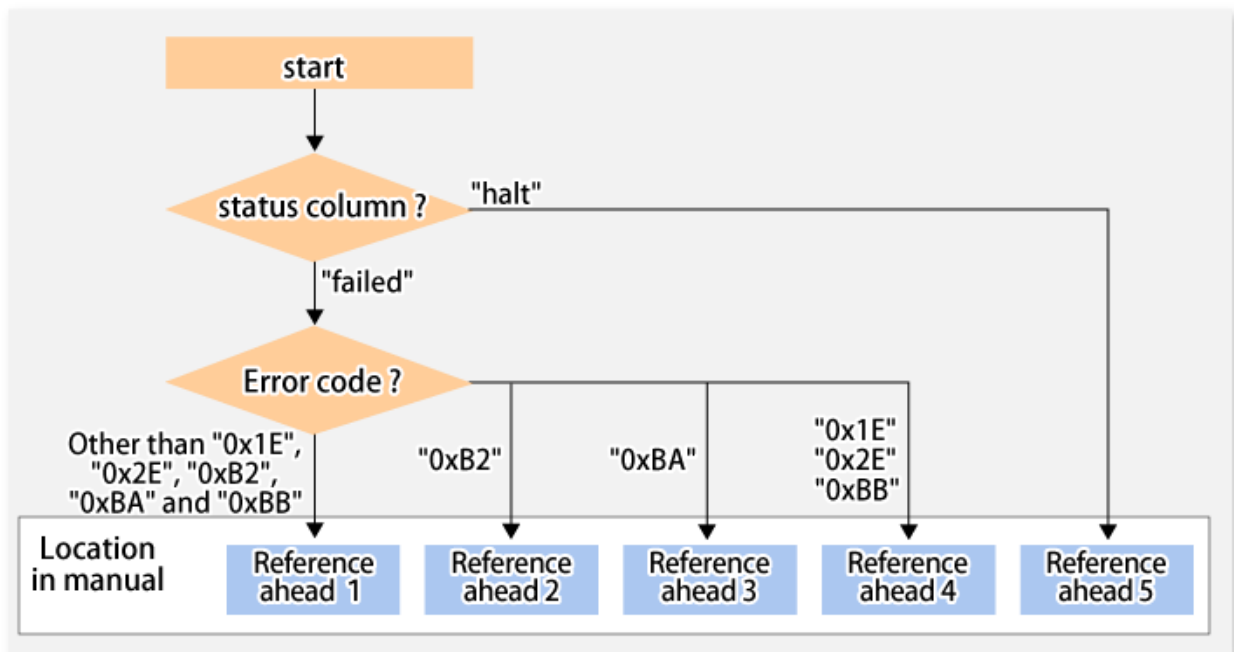 start
status column ?
"halt"
"failed"
Error code ?
Other than "0x1E",
"0x2E", "0xB2",
"0xBA" and "0xBB"
"0xB2"
"0xBA"
"0x1E"
"0x2E"
"0xBB"
Location
in manual
Reference
ahead 1
Reference
ahead 2
Reference
ahead 3
Reference
ahead 4
Reference
ahead 5